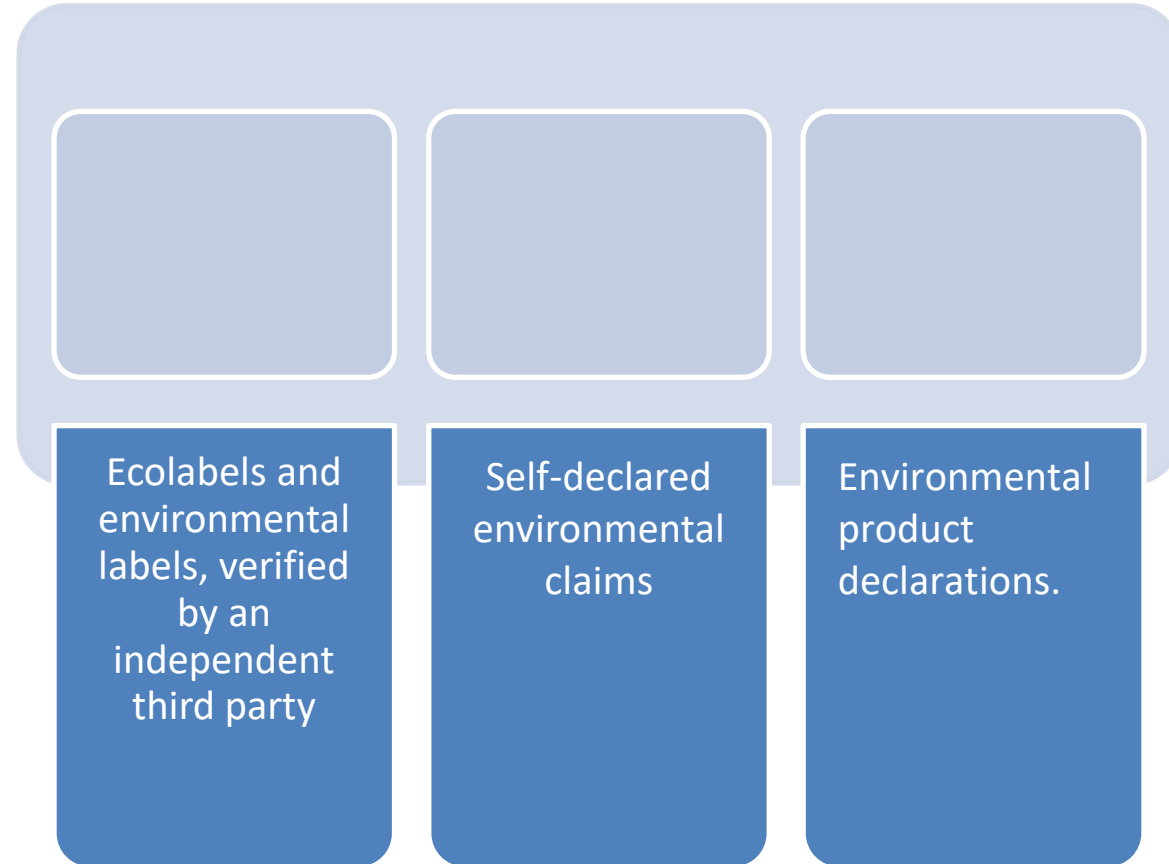 Ecolabels and
environmental
labels, verified
by an
independent
third party
Self-declared
environmental
claims
Environmental
product
declarations.